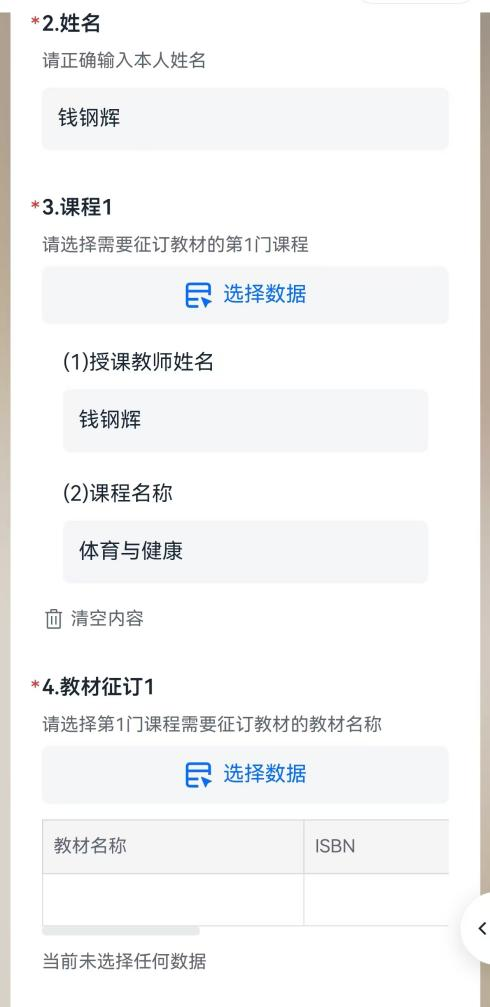 *2.姓名
请正确输入本人姓名
钱钢辉
*3.课程1
请选择需要征订教材的第1门课程
选择数据
(1)授课教师姓名
钱钢辉
(2)课程名称
体育与健康
清空内容
*4.教材征订1
请选择第1门课程需要征订教材的教材名称
选择数据
教材名称 ISBN
当前未选择任何数据